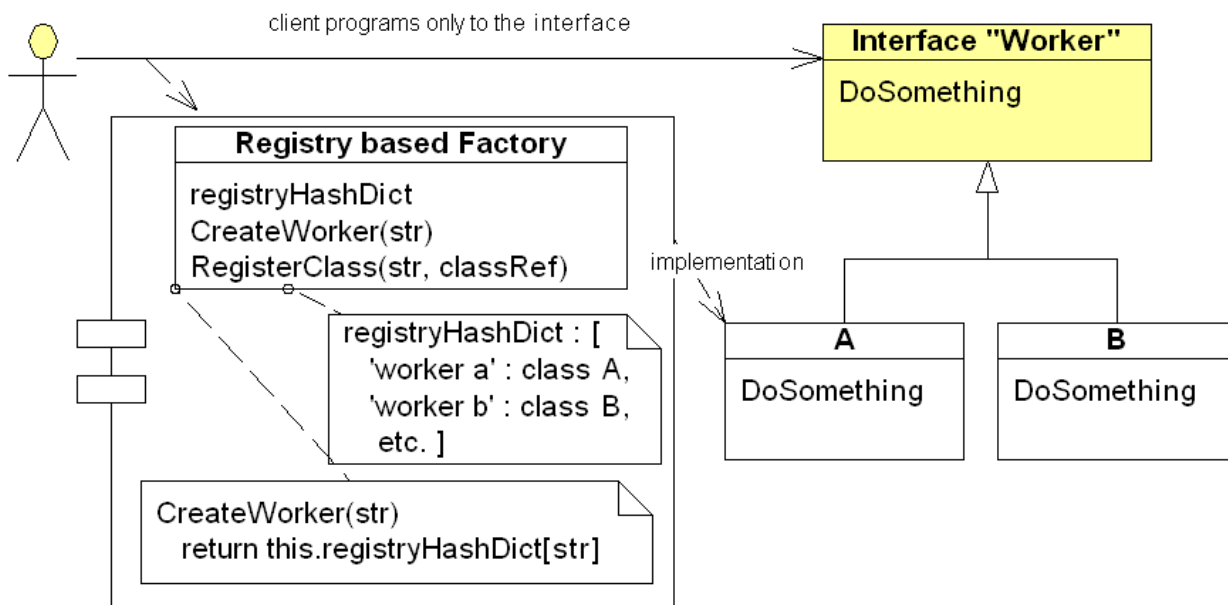 client programs only to the interface
Interface "Worker"
DoSomething
Registry based Factory
registryHashDict
CreateWorker(str)
RegisterClass(str, classRef)
implementation
registryHashDict : [
'worker a' : class A,
'worker b' : class B,
etc. ]
A
DoSomething
B
DoSomething
CreateWorker(str)
return this.registryHashDict[str]